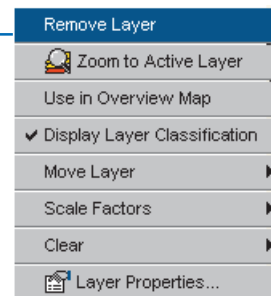 Remove Layer
Zoom to Active Layer
Use in Overview Map
Display Layer Classification
Move Layer
Scale Factors
Clear
Layer Properties...